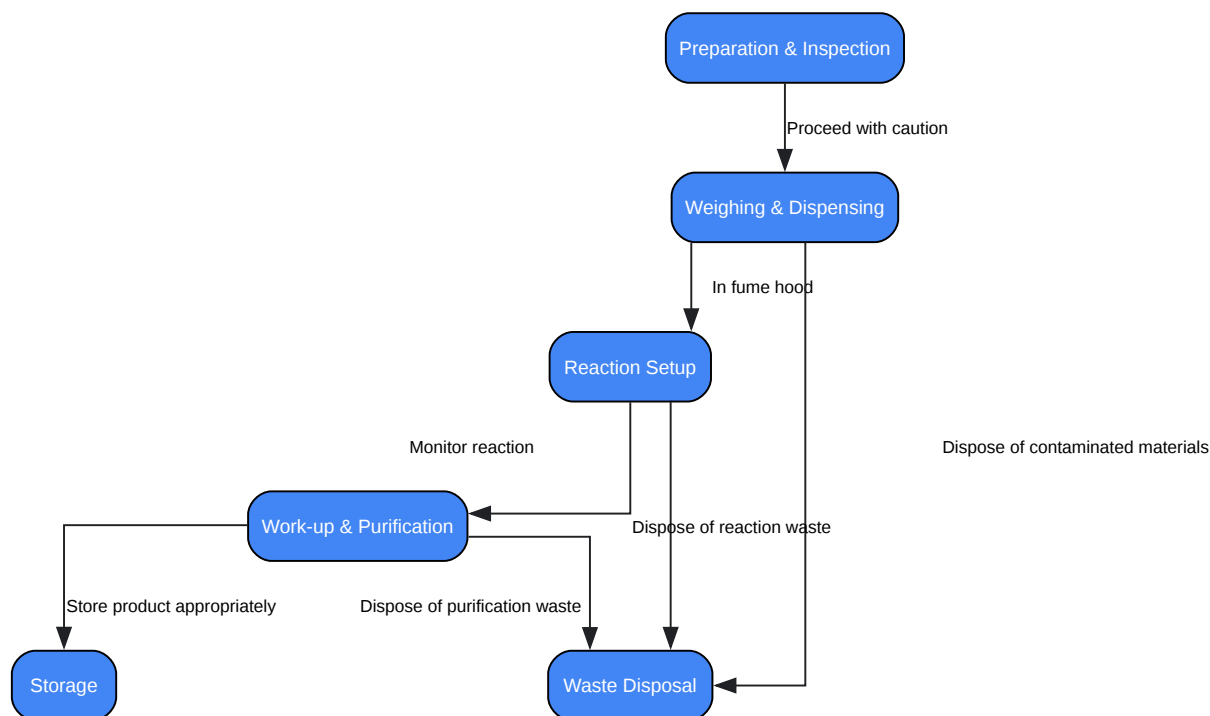 Preparation & Inspection
Proceed with caution
Weighing & Dispensing
In fume hood
Reaction Setup
Monitor reaction
Dispose of contaminated materials
Work-up & Purification
Dispose of reaction waste
Store product appropriately
Dispose of purification waste
Storage
Waste Disposal